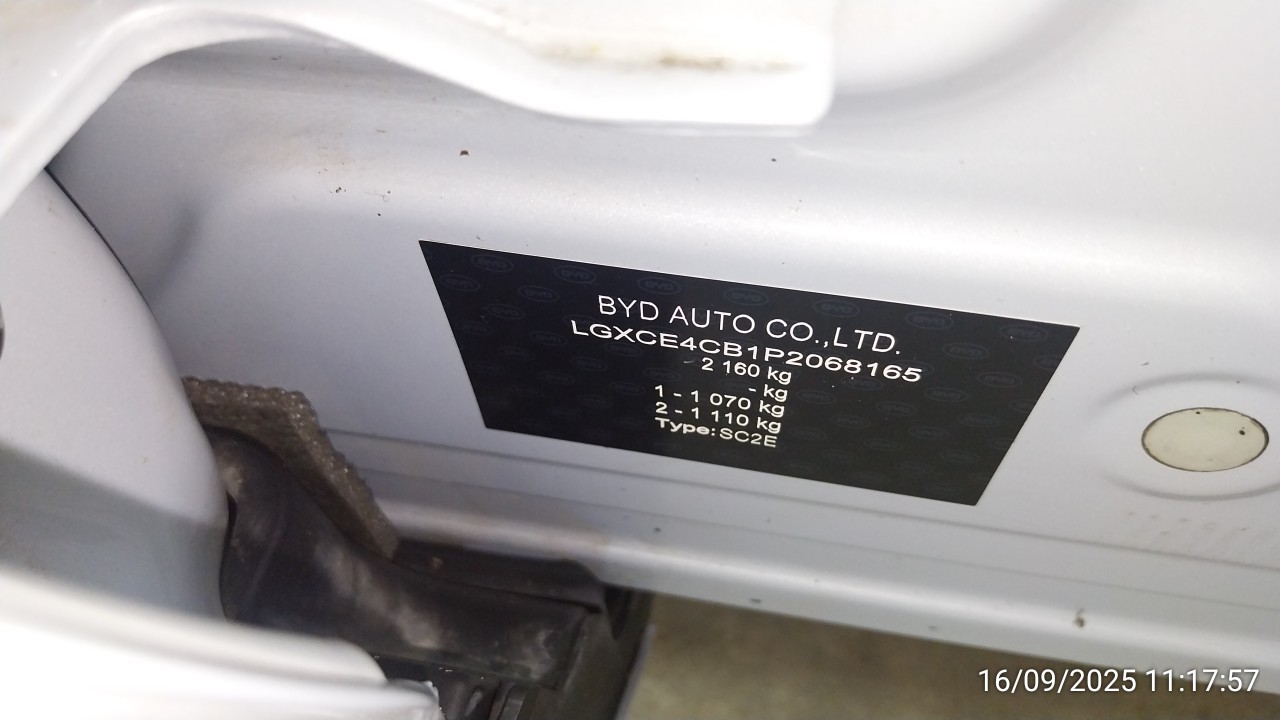 BYD AUTO CO.,LTD.
LGXCE4CB1P2068165
2 160 kg
- kg
1 - 1 070 kg
2 - 1 110 kg
Type: SC2E
16/09/2025 11:17:57